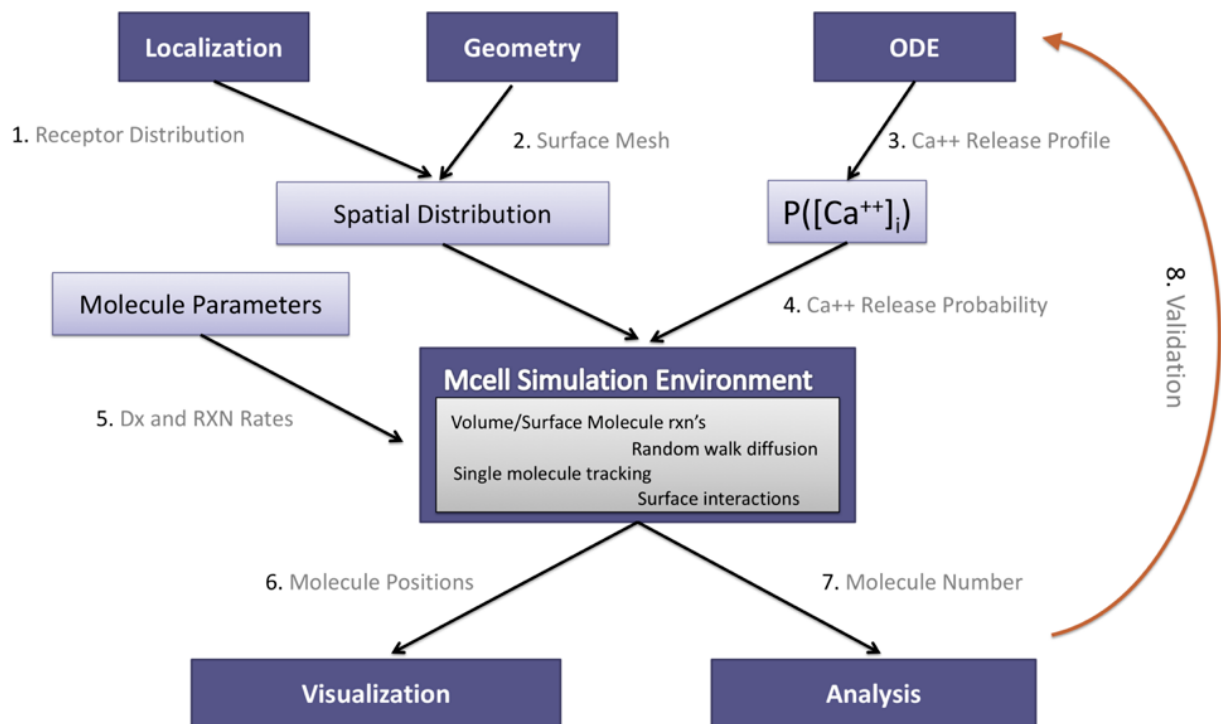 Localization
Geometry
ODE
1. Receptor Distribution
2. Surface Mesh
3. Ca++ Release Profile
Spatial Distribution
P([Ca⁺⁺]ᵢ)
Molecule Parameters
4. Ca++ Release Probability
8. Validation
Mcell Simulation Environment
5. Dx and RXN Rates
Volume/Surface Molecule rxn's
Random walk diffusion
Single molecule tracking
Surface interactions
6. Molecule Positions
7. Molecule Number
Visualization
Analysis